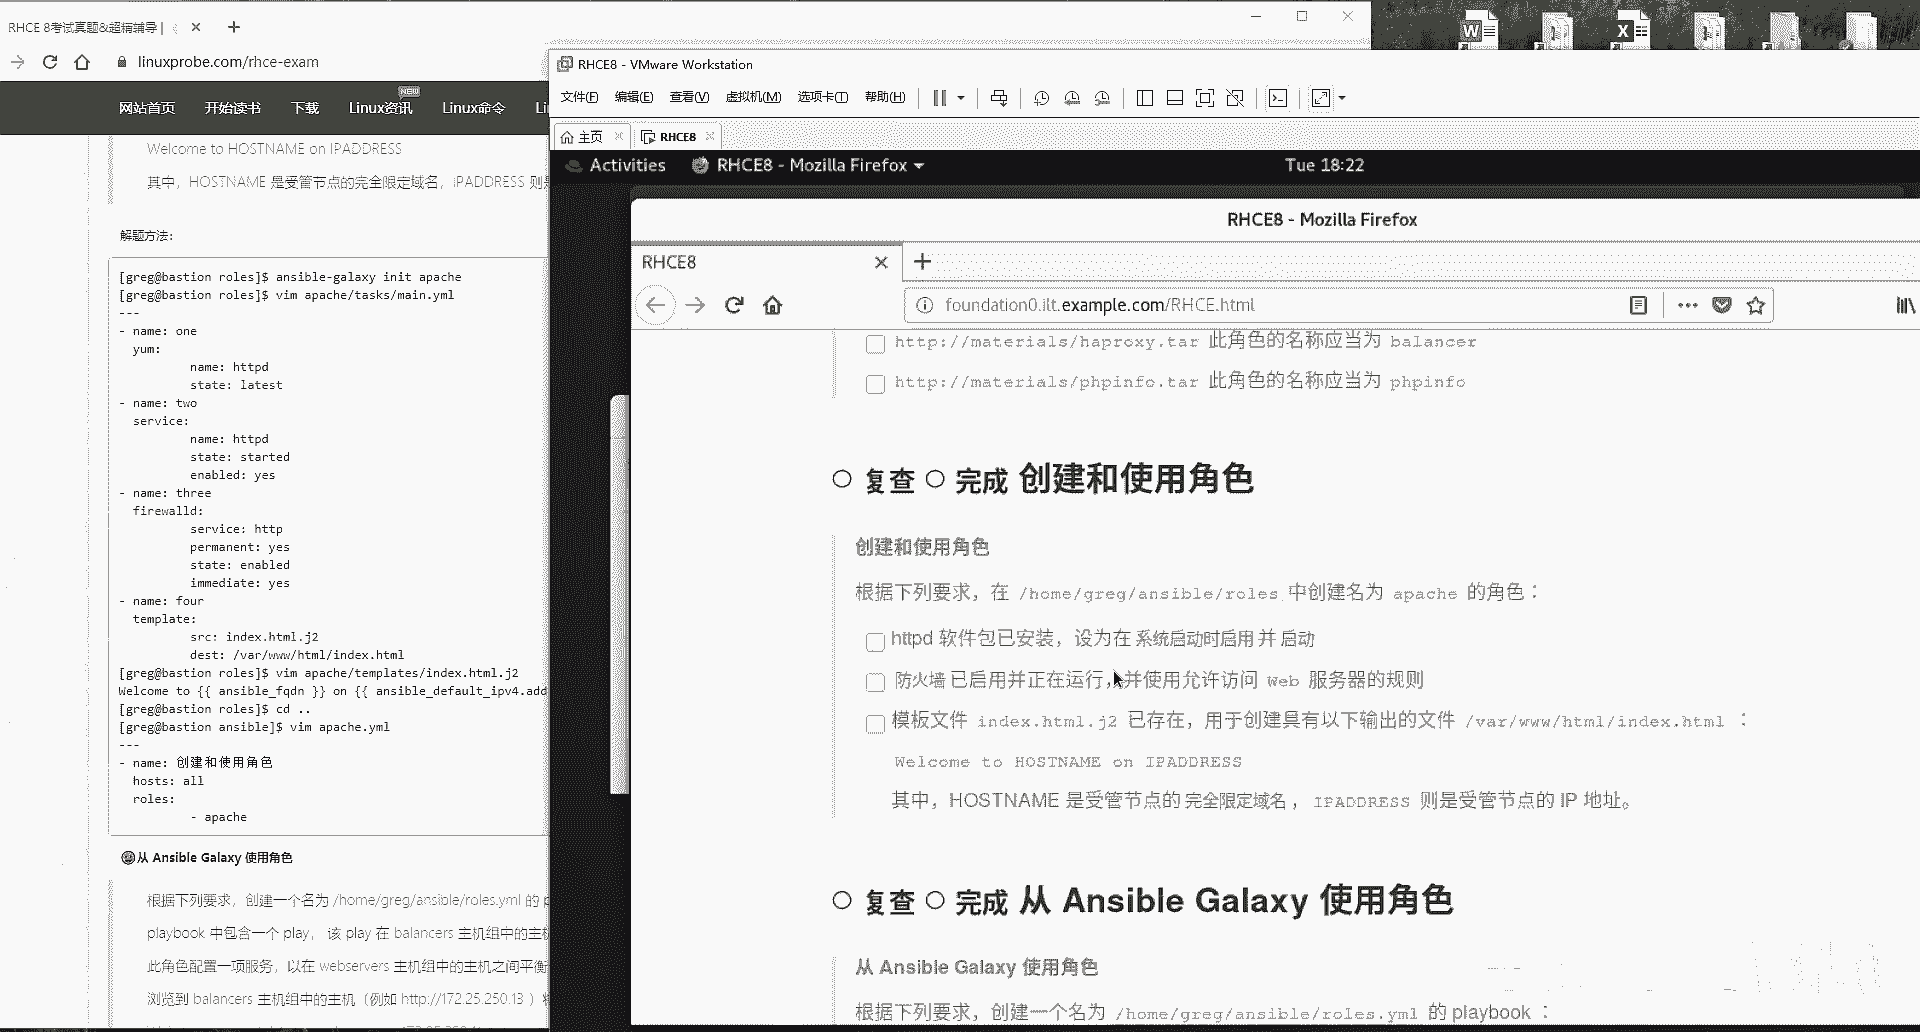 RHCE 8考试真题&超精辅导 |
linuxprobe.com/rhce-exam
网站首页 开始读书 下载 Linux资讯 NEW Linux命令
Welcome to HOSTNAME on IPADDRESS
其中，HOSTNAME 是受管节点的完全限定域名，IPADDRESS 则
解题方法:
[greg@bastion roles]$ ansible-galaxy init apache
[greg@bastion roles]$ vim apache/tasks/main.yml
---
- name: one
yum:
name: httpd
state: latest
- name: two
service:
name: httpd
state: started
enabled: yes
- name: three
firewalld:
service: http
permanent: yes
state: enabled
immediate: yes
- name: four
template:
src: index.html.j2
dest: /var/www/html/index.html
[greg@bastion roles]$ vim apache/templates/index.html.j2
Welcome to {{ ansible_fqdn }} on {{ ansible_default_ipv4.add
[greg@bastion roles]$ cd ..
[greg@bastion ansible]$ vim apache.yml
---
- name: 创建和使用角色
hosts: all
roles:
- apache
从 Ansible Galaxy 使用角色
根据下列要求，创建一个名为 /home/greg/ansible/roles.yml 的 p
playbook 中包含一个 play， 该 play 在 balancers 主机组中的主机
此角色配置一项服务，以在 webservers 主机组中的主机之间平衡
浏览到 balancers 主机组中的主机（例如 http://172.25.250.13 ）
RHCE8 - VMware Workstation
文件(F) 编辑(E) 查看(V) 虚拟机(M) 选项卡(T) 帮助(H)
主页 RHCE8
Activities RHCE8 - Mozilla Firefox Tue 18:22
RHCE8 - Mozilla Firefox
RHCE8
foundation0.ilt.example.com/RHCE.html
http://materials/haproxy.tar 此角色的名称应当为 balancer
http://materials/phpinfo.tar 此角色的名称应当为 phpinfo
复查 完成 创建和使用角色
创建和使用角色
根据下列要求，在 /home/greg/ansible/roles 中创建名为 apache 的角色：
httpd 软件包已安装，设为在 系统启动时启用 并 启动
防火墙 已启用并正在运行，并使用允许访问 Web 服务器的规则
模板文件 index.html.j2 已存在，用于创建具有以下输出的文件 /var/www/html/index.html ：
Welcome to HOSTNAME on IPADDRESS
其中，HOSTNAME 是受管节点的 完全限定域名 ， IPADDRESS 则是受管节点的 IP 地址。
复查 完成 从 Ansible Galaxy 使用角色
从 Ansible Galaxy 使用角色
根据下列要求，创建一个名为 /home/greg/ansible/roles.yml 的 playbook ：